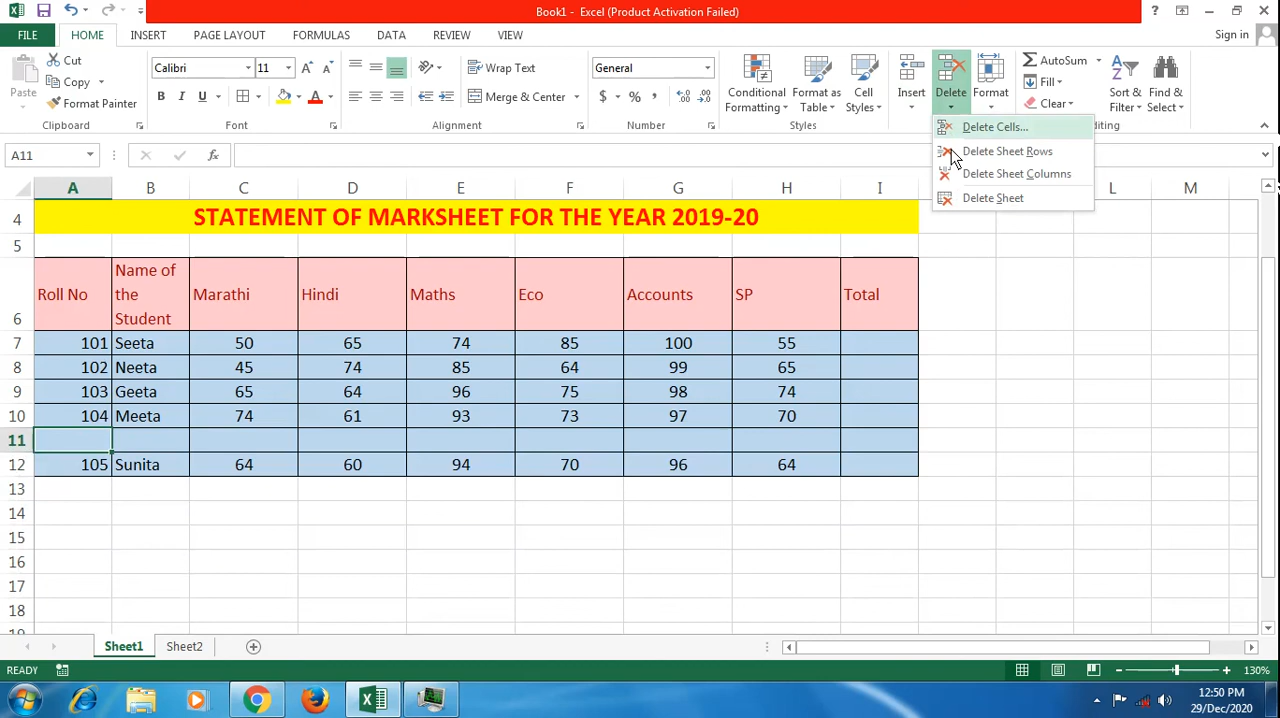 Book1 - Excel (Product Activation Failed)
FILE HOME INSERT PAGE LAYOUT FORMULAS DATA REVIEW VIEW Sign in
Paste Cut Copy Format Painter Clipboard
Calibri 11 B I U A Font
Wrap Text Merge & Center Alignment
General $ % , Number
Conditional Formatting Format as Table Cell Styles Styles
Insert Delete Format
AutoSum Fill Clear Sort & Filter Find & Select diting
Delete Cells...
Delete Sheet Rows
Delete Sheet Columns
Delete Sheet
A11 fx
A B C D E F G H I L M
4 STATEMENT OF MARKSHEET FOR THE YEAR 2019-20
5
6 Roll No Name of the Student Marathi Hindi Maths Eco Accounts SP Total
7 101 Seeta 50 65 74 85 100 55
8 102 Neeta 45 74 85 64 99 65
9 103 Geeta 65 64 96 75 98 74
10 104 Meeta 74 61 93 73 97 70
11
12 105 Sunita 64 60 94 70 96 64
13
14
15
16
17
18
19
Sheet1 Sheet2
READY 130%
12:50 PM
29/Dec/2020